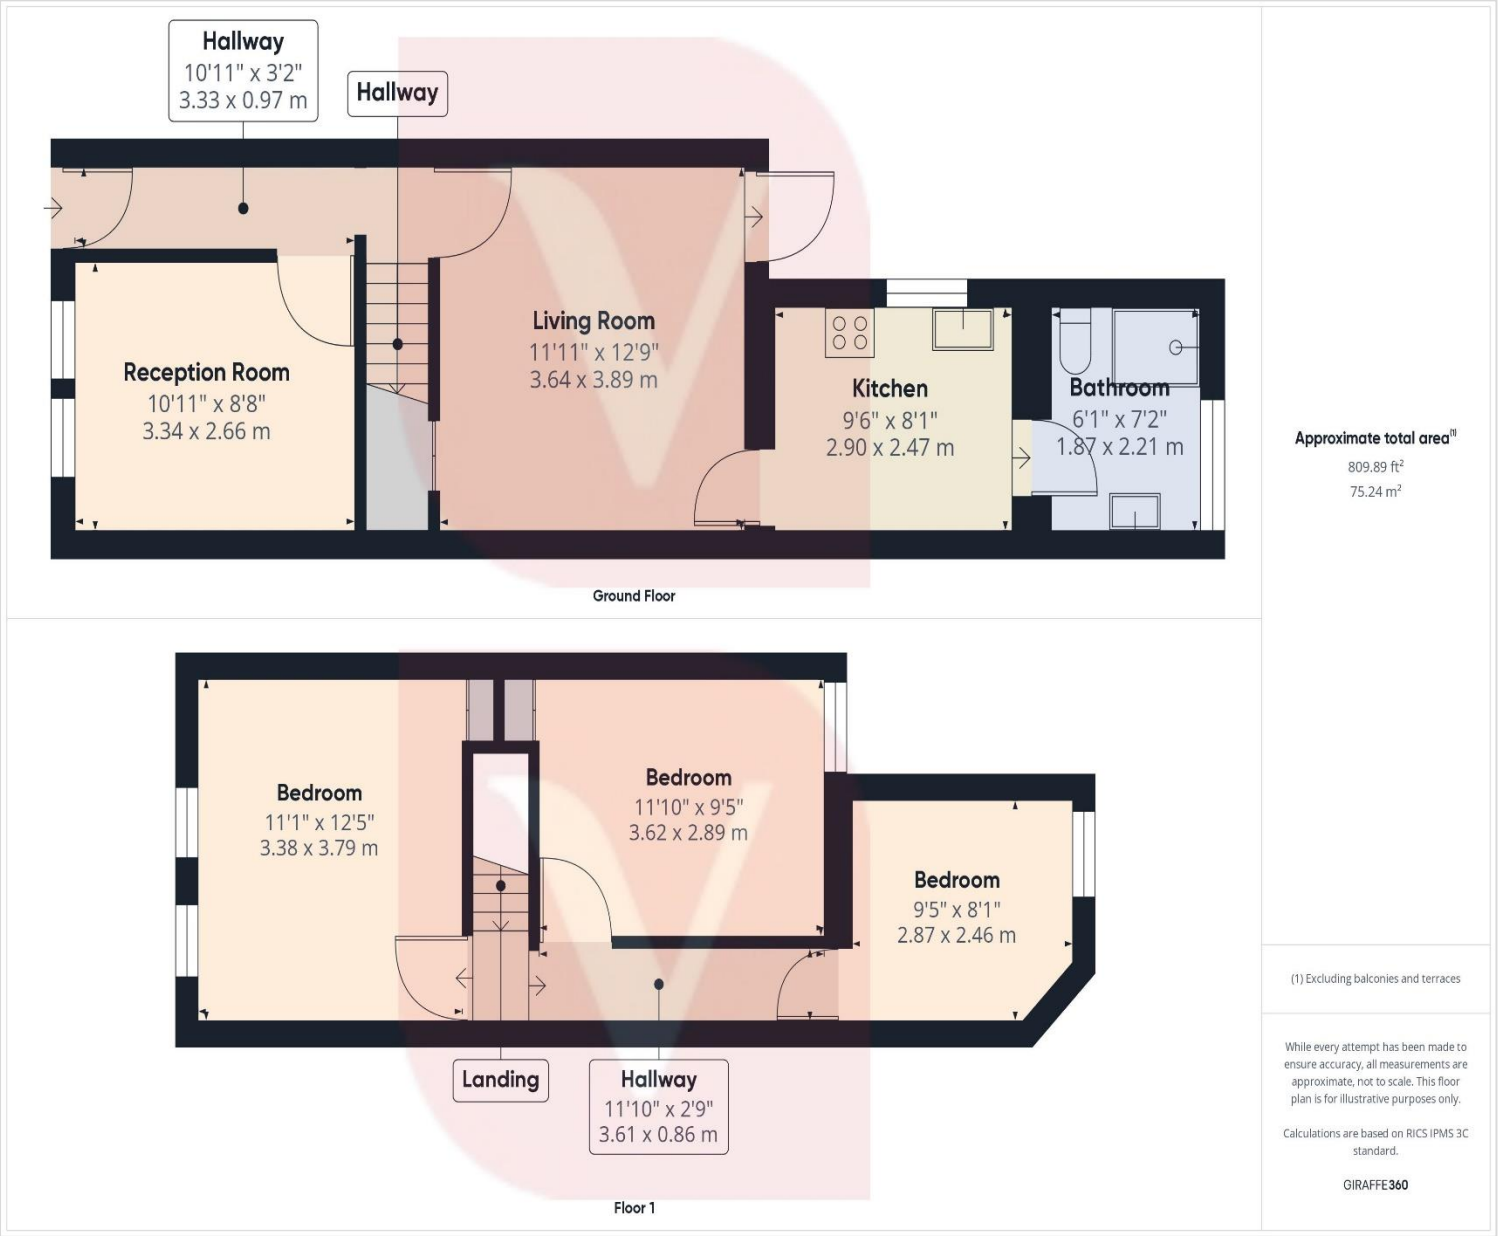 Hallway
10'11" x 3'2"
3.33 x 0.97 m
Hallway
Living Room
11'11" x 12'9"
3.64 x 3.89 m
Reception Room
10'11" x 8'8"
3.34 x 2.66 m
Kitchen
9'6" x 8'1"
2.90 x 2.47 m
Bathroom
6'1" x 7'2"
1.87 x 2.21 m
Ground Floor
Bedroom
11'1" x 12'5"
3.38 x 3.79 m
Bedroom
11'10" x 9'5"
3.62 x 2.89 m
Bedroom
9'5" x 8'1"
2.87 x 2.46 m
Landing
Hallway
11'10" x 2'9"
3.61 x 0.86 m
Floor 1
Approximate total area(1)
809.89 ft²
75.24 m²
(1) Excluding balconies and terraces
While every attempt has been made to
ensure accuracy, all measurements are
approximate, not to scale. This floor
plan is for illustrative purposes only.
Calculations are based on RICS IPMS 3C
standard.
GIRAFFE360